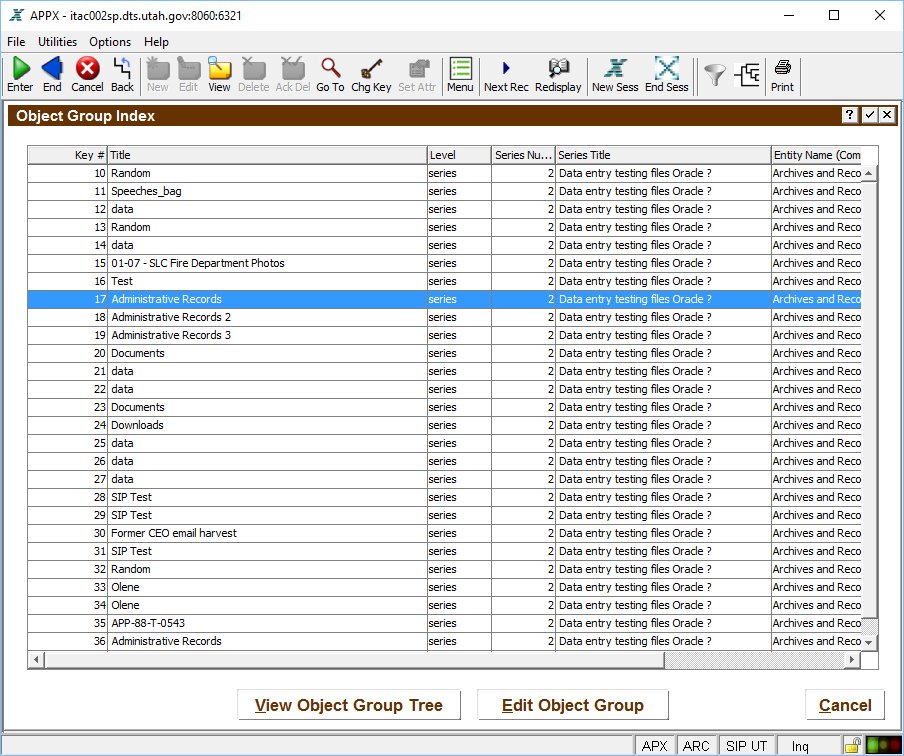 APPX - itac002sp.dts.utah.gov:8060:6321
File Utilities Options Help
Enter End Cancel Back New Edit View Delete Ack Del Go To Chg Key Set Attr Menu Next Rec Redisplay New Sess End Sess Print
Object Group Index ?
Key # Title Level Series Nu... Series Title Entity Name (Com
10 Random series 2 Data entry testing files Oracle ? Archives and Reco
11 Speeches_bag series 2 Data entry testing files Oracle ? Archives and Reco
12 data series 2 Data entry testing files Oracle ? Archives and Reco
13 Random series 2 Data entry testing files Oracle ? Archives and Reco
14 data series 2 Data entry testing files Oracle ? Archives and Reco
15 01-07 - SLC Fire Department Photos series 2 Data entry testing files Oracle ? Archives and Reco
16 Test series 2 Data entry testing files Oracle ? Archives and Reco
17 Administrative Records series 2 Data entry testing files Oracle ? Archives and Reco
18 Administrative Records 2 series 2 Data entry testing files Oracle ? Archives and Reco
19 Administrative Records 3 series 2 Data entry testing files Oracle ? Archives and Reco
20 Documents series 2 Data entry testing files Oracle ? Archives and Reco
21 data series 2 Data entry testing files Oracle ? Archives and Reco
22 data series 2 Data entry testing files Oracle ? Archives and Reco
23 Documents series 2 Data entry testing files Oracle ? Archives and Reco
24 Downloads series 2 Data entry testing files Oracle ? Archives and Reco
25 data series 2 Data entry testing files Oracle ? Archives and Reco
26 data series 2 Data entry testing files Oracle ? Archives and Reco
27 data series 2 Data entry testing files Oracle ? Archives and Reco
28 SIP Test series 2 Data entry testing files Oracle ? Archives and Reco
29 SIP Test series 2 Data entry testing files Oracle ? Archives and Reco
30 Former CEO email harvest series 2 Data entry testing files Oracle ? Archives and Reco
31 SIP Test series 2 Data entry testing files Oracle ? Archives and Reco
32 Random series 2 Data entry testing files Oracle ? Archives and Reco
33 Olene series 2 Data entry testing files Oracle ? Archives and Reco
34 Olene series 2 Data entry testing files Oracle ? Archives and Reco
35 APP-88-T-0543 series 2 Data entry testing files Oracle ? Archives and Reco
36 Administrative Records series 2 Data entry testing files Oracle ? Archives and Reco
View Object Group Tree Edit Object Group Cancel
APX ARC SIP UT Inq